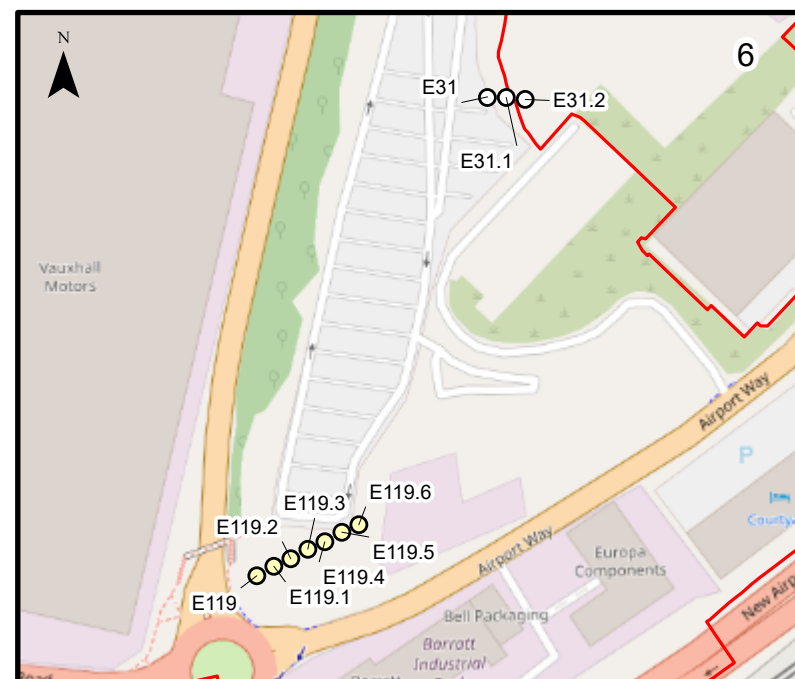 N
6
E31
E31.2
E31.1
Vauxhall
Motors
Airport Way
P
E119.6
E119.3
Courty
E119.2
E119.5
Airport Way
Europa
Components
E119.4
E119
E119.1
New Airp
Bell Packaging
Barratt
Industrial
Road